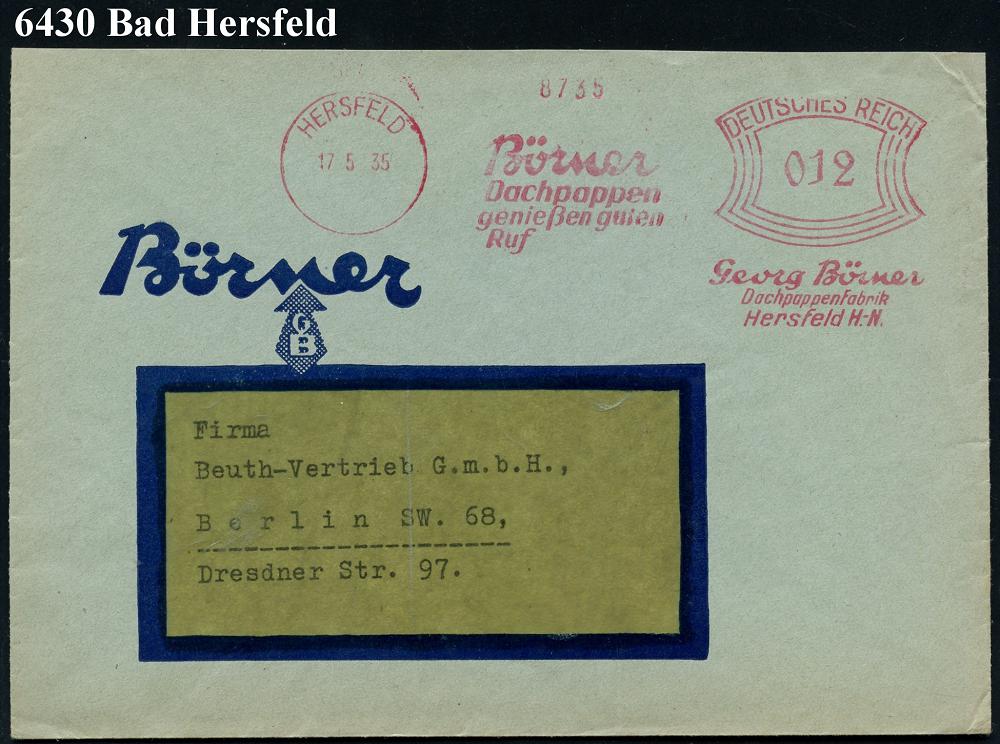 6430 Bad Hersfeld
HERSFELD
17 5 35
8735
Börner
Dachpappen
genießen guten
Ruf
DEUTSCHES REICH
012
Georg Börner
Dachpappenfabrik
Hersfeld H.-N.
Börner
G
B
Firma
Beuth-Vertrieb G.m.b.H.,
Berlin SW. 68,
Dresdner Str. 97.